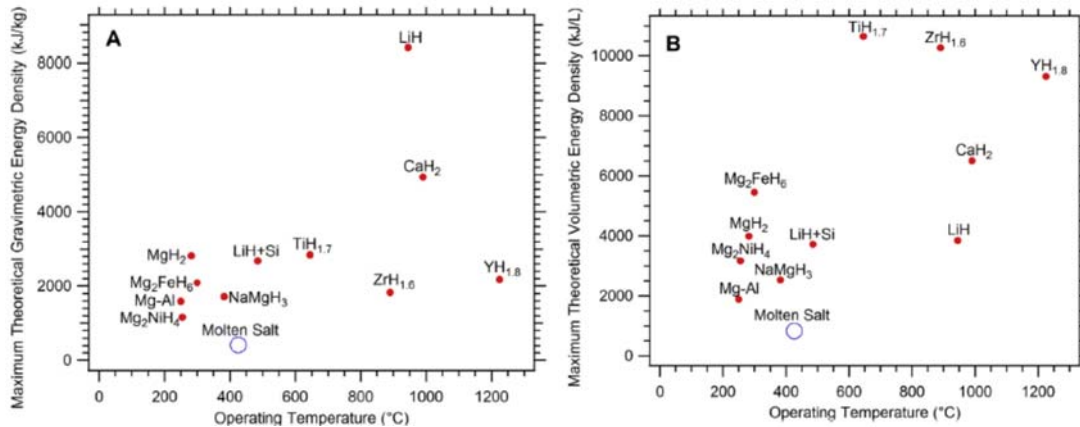 A
Maximum Theoretical Gravimetric Energy Density (kJ/kg)
8000
6000
4000
2000
0
LiH
CaH2
MgH2
LiH+Si
TiH1.7
Mg2FeH6
Mg-Al
NaMgH3
ZrH1.6
YH1.8
Mg2NiH4
Molten Salt
0 200 400 600 800 1000 1200
Operating Temperature (°C)
B
Maximum Theoretical Volumetric Energy Density (kJ/L)
10000
8000
6000
4000
2000
0
TiH1.7
ZrH1.6
YH1.8
CaH2
Mg2FeH6
MgH2
LiH+Si
LiH
Mg2NiH4
NaMgH3
Mg-Al
Molten Salt
0 200 400 600 800 1000 1200
Operating Temperature (°C)